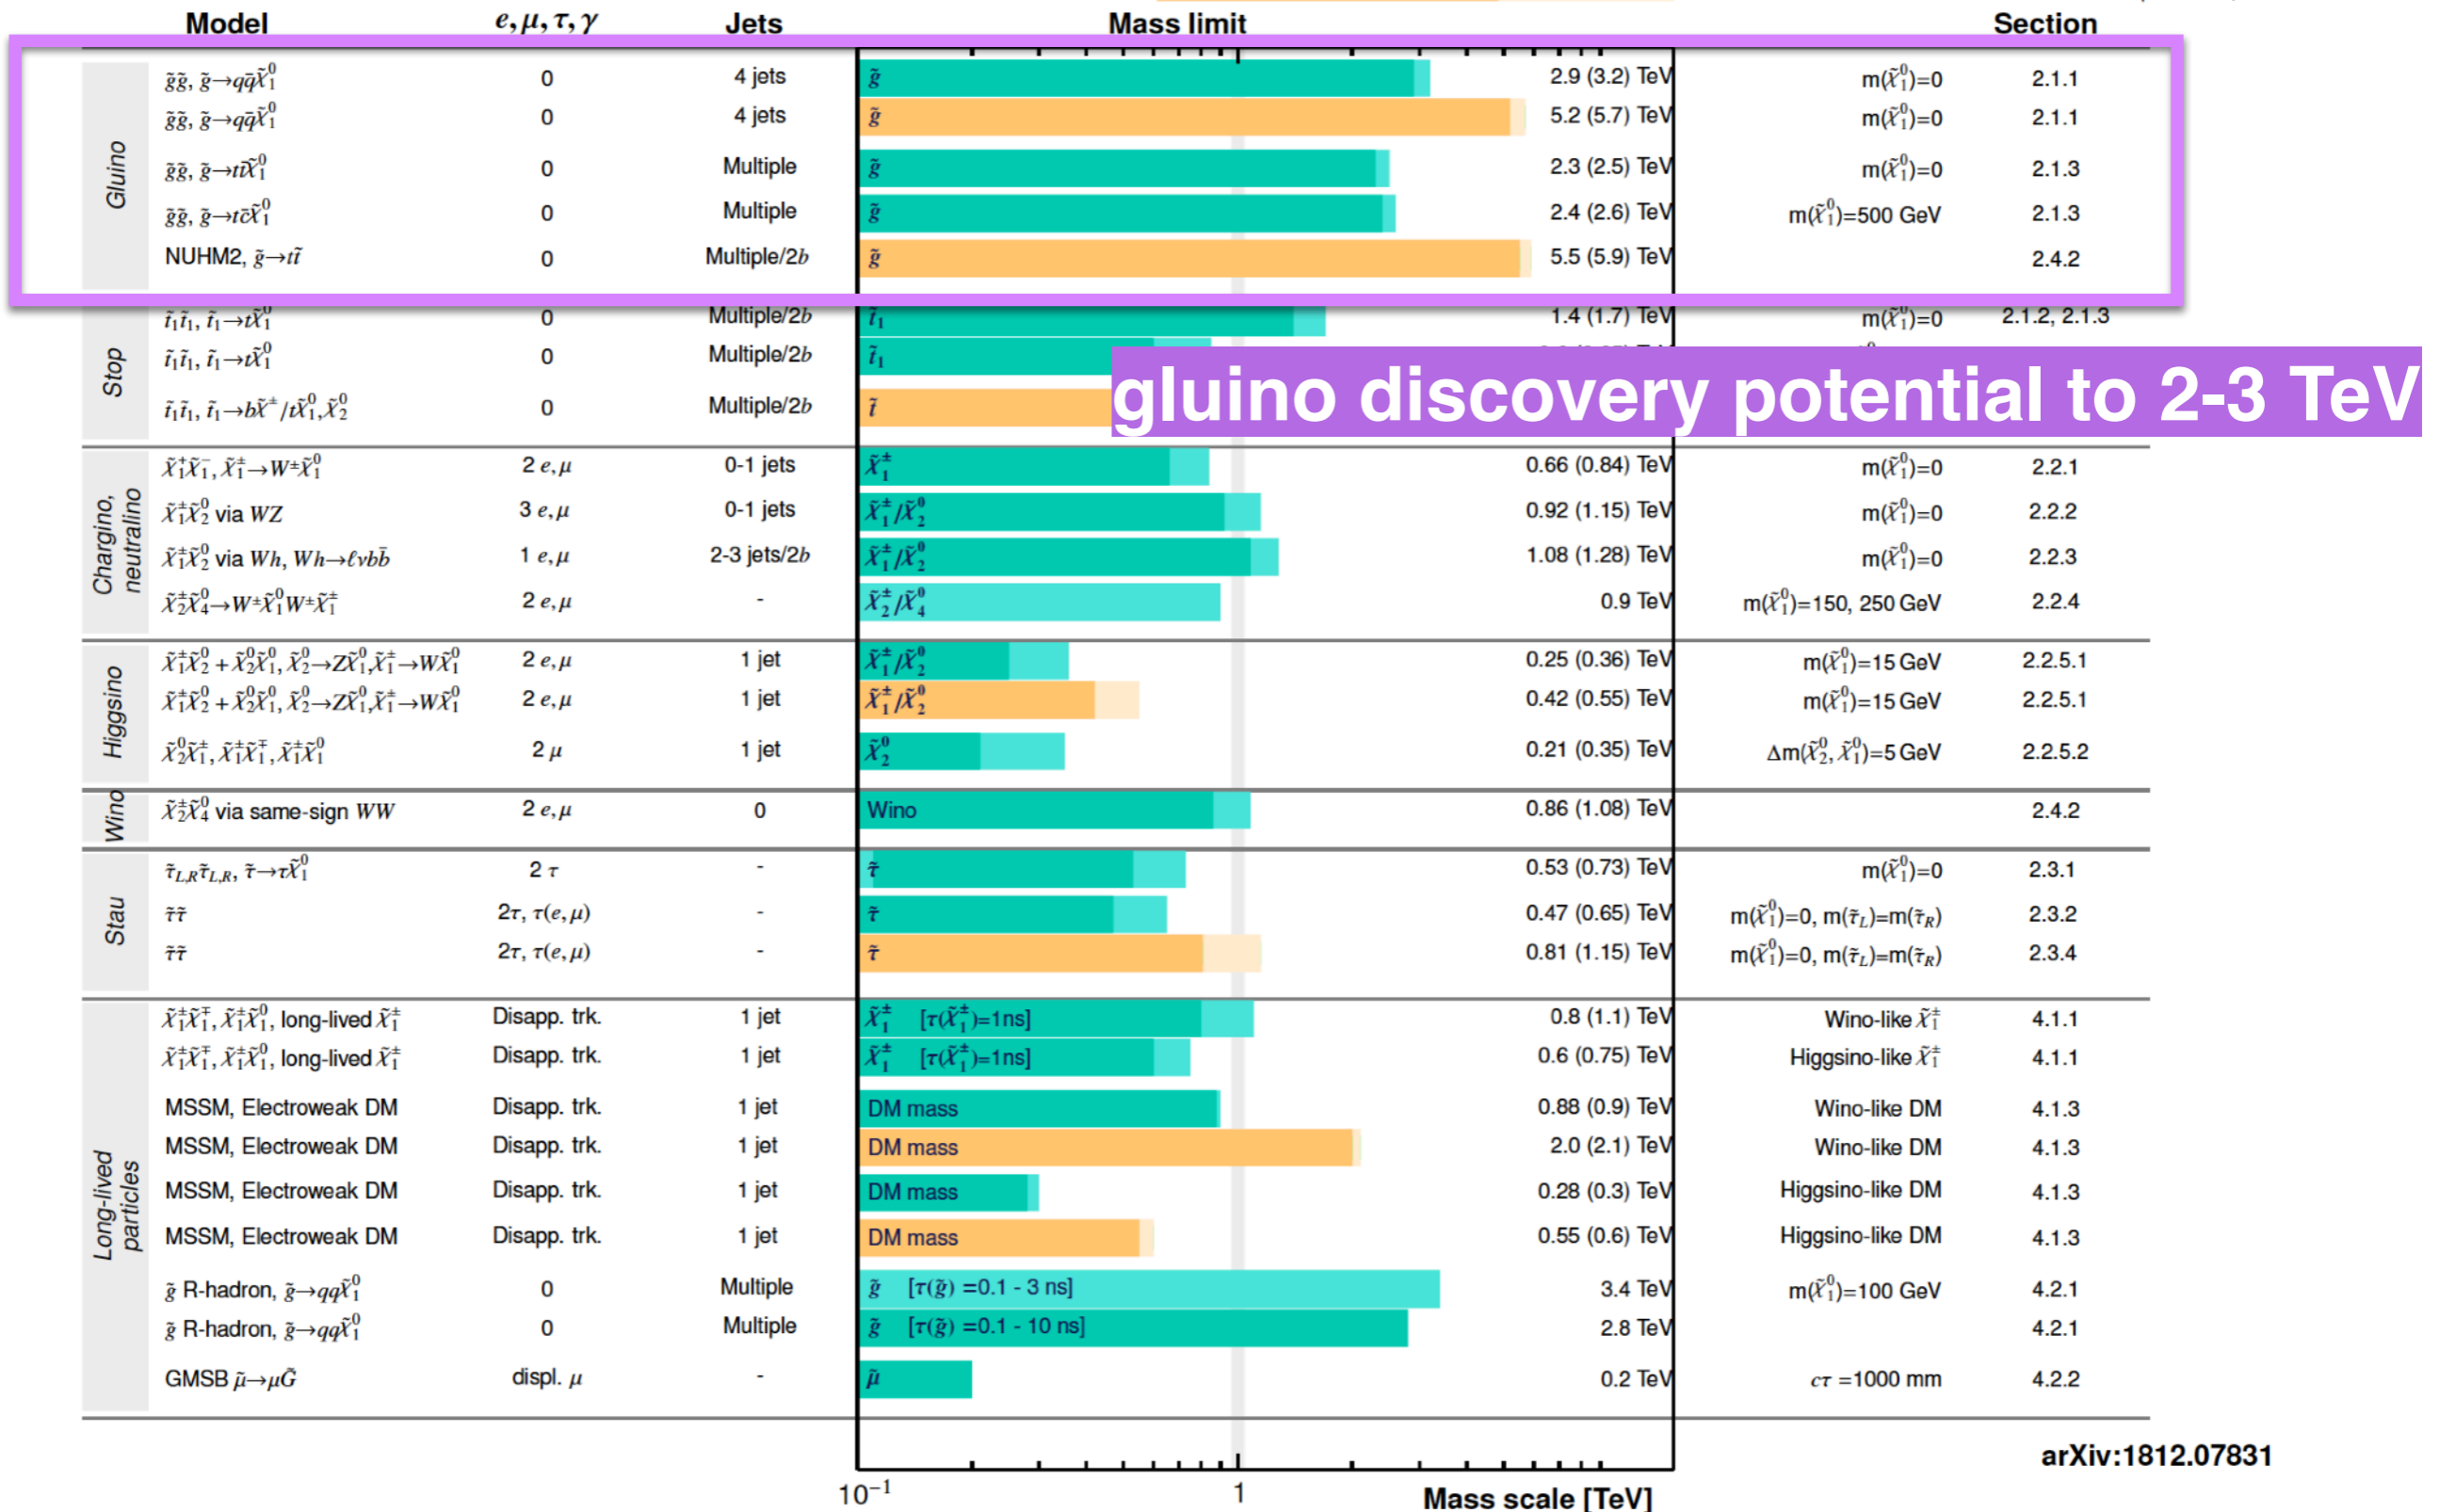 Model e, μ, τ, γ Jets Mass limit Section
Gluino
g̃g̃, g̃→qq̄χ̃⁰₁ 0 4 jets g̃ 2.9 (3.2) TeV m(χ̃⁰₁)=0 2.1.1
g̃g̃, g̃→qq̄χ̃⁰₁ 0 4 jets g̃ 5.2 (5.7) TeV m(χ̃⁰₁)=0 2.1.1
g̃g̃, g̃→tt̄χ̃⁰₁ 0 Multiple g̃ 2.3 (2.5) TeV m(χ̃⁰₁)=0 2.1.3
g̃g̃, g̃→tc̄χ̃⁰₁ 0 Multiple g̃ 2.4 (2.6) TeV m(χ̃⁰₁)=500 GeV 2.1.3
NUHM2, g̃→tt̃ 0 Multiple/2b g̃ 5.5 (5.9) TeV 2.4.2
Stop
t̃₁t̃₁, t̃₁→tχ̃⁰₁ 0 Multiple/2b t̃₁ 1.4 (1.7) TeV m(χ̃⁰₁)=0 2.1.2, 2.1.3
t̃₁t̃₁, t̃₁→tχ̃⁰₁ 0 Multiple/2b t̃₁
gluino discovery potential to 2-3 TeV
t̃₁t̃₁, t̃₁→bχ̃±/tχ̃⁰₁, χ̃⁰₂ 0 Multiple/2b t̃
Chargino, neutralino
χ̃⁺₁χ̃⁻₁, χ̃±₁→W±χ̃⁰₁ 2 e, μ 0-1 jets χ̃±₁ 0.66 (0.84) TeV m(χ̃⁰₁)=0 2.2.1
χ̃±₁χ̃⁰₂ via WZ 3 e, μ 0-1 jets χ̃±₁/χ̃⁰₂ 0.92 (1.15) TeV m(χ̃⁰₁)=0 2.2.2
χ̃±₁χ̃⁰₂ via Wh, Wh→ℓνbb̄ 1 e, μ 2-3 jets/2b χ̃±₁/χ̃⁰₂ 1.08 (1.28) TeV m(χ̃⁰₁)=0 2.2.3
χ̃±₂χ̃⁰₄→W±χ̃⁰₁W±χ̃±₁ 2 e, μ - χ̃±₂/χ̃⁰₄ 0.9 TeV m(χ̃⁰₁)=150, 250 GeV 2.2.4
Higgsino
χ̃±₁χ̃⁰₂ + χ̃⁰₂χ̃⁰₁, χ̃⁰₂→Zχ̃⁰₁, χ̃±₁→Wχ̃⁰₁ 2 e, μ 1 jet χ̃±₁/χ̃⁰₂ 0.25 (0.36) TeV m(χ̃⁰₁)=15 GeV 2.2.5.1
χ̃±₁χ̃⁰₂ + χ̃⁰₂χ̃⁰₁, χ̃⁰₂→Zχ̃⁰₁, χ̃±₁→Wχ̃⁰₁ 2 e, μ 1 jet χ̃±₁/χ̃⁰₂ 0.42 (0.55) TeV m(χ̃⁰₁)=15 GeV 2.2.5.1
χ̃⁰₂χ̃±₁, χ̃±₁χ̃∓₁, χ̃±₁χ̃⁰₁ 2 μ 1 jet χ̃⁰₂ 0.21 (0.35) TeV Δm(χ̃⁰₂, χ̃⁰₁)=5 GeV 2.2.5.2
Wino
χ̃±₂χ̃⁰₄ via same-sign WW 2 e, μ 0 Wino 0.86 (1.08) TeV 2.4.2
Stau
τ̃L,Rτ̃L,R, τ̃→τχ̃⁰₁ 2 τ - τ̃ 0.53 (0.73) TeV m(χ̃⁰₁)=0 2.3.1
τ̃τ̃ 2τ, τ(e, μ) - τ̃ 0.47 (0.65) TeV m(χ̃⁰₁)=0, m(τ̃L)=m(τ̃R) 2.3.2
τ̃τ̃ 2τ, τ(e, μ) - τ̃ 0.81 (1.15) TeV m(χ̃⁰₁)=0, m(τ̃L)=m(τ̃R) 2.3.4
Long-lived particles
χ̃±₁χ̃∓₁, χ̃±₁χ̃⁰₁, long-lived χ̃±₁ Disapp. trk. 1 jet χ̃±₁ [τ(χ̃±₁)=1ns] 0.8 (1.1) TeV Wino-like χ̃±₁ 4.1.1
χ̃±₁χ̃∓₁, χ̃±₁χ̃⁰₁, long-lived χ̃±₁ Disapp. trk. 1 jet χ̃±₁ [τ(χ̃±₁)=1ns] 0.6 (0.75) TeV Higgsino-like χ̃±₁ 4.1.1
MSSM, Electroweak DM Disapp. trk. 1 jet DM mass 0.88 (0.9) TeV Wino-like DM 4.1.3
MSSM, Electroweak DM Disapp. trk. 1 jet DM mass 2.0 (2.1) TeV Wino-like DM 4.1.3
MSSM, Electroweak DM Disapp. trk. 1 jet DM mass 0.28 (0.3) TeV Higgsino-like DM 4.1.3
MSSM, Electroweak DM Disapp. trk. 1 jet DM mass 0.55 (0.6) TeV Higgsino-like DM 4.1.3
g̃ R-hadron, g̃→qqχ̃⁰₁ 0 Multiple g̃ [τ(g̃) =0.1 - 3 ns] 3.4 TeV m(χ̃⁰₁)=100 GeV 4.2.1
g̃ R-hadron, g̃→qqχ̃⁰₁ 0 Multiple g̃ [τ(g̃) =0.1 - 10 ns] 2.8 TeV 4.2.1
GMSB μ̃→μG̃ displ. μ - μ̃ 0.2 TeV cτ =1000 mm 4.2.2
arXiv:1812.07831
10⁻¹ 1 Mass scale [TeV]